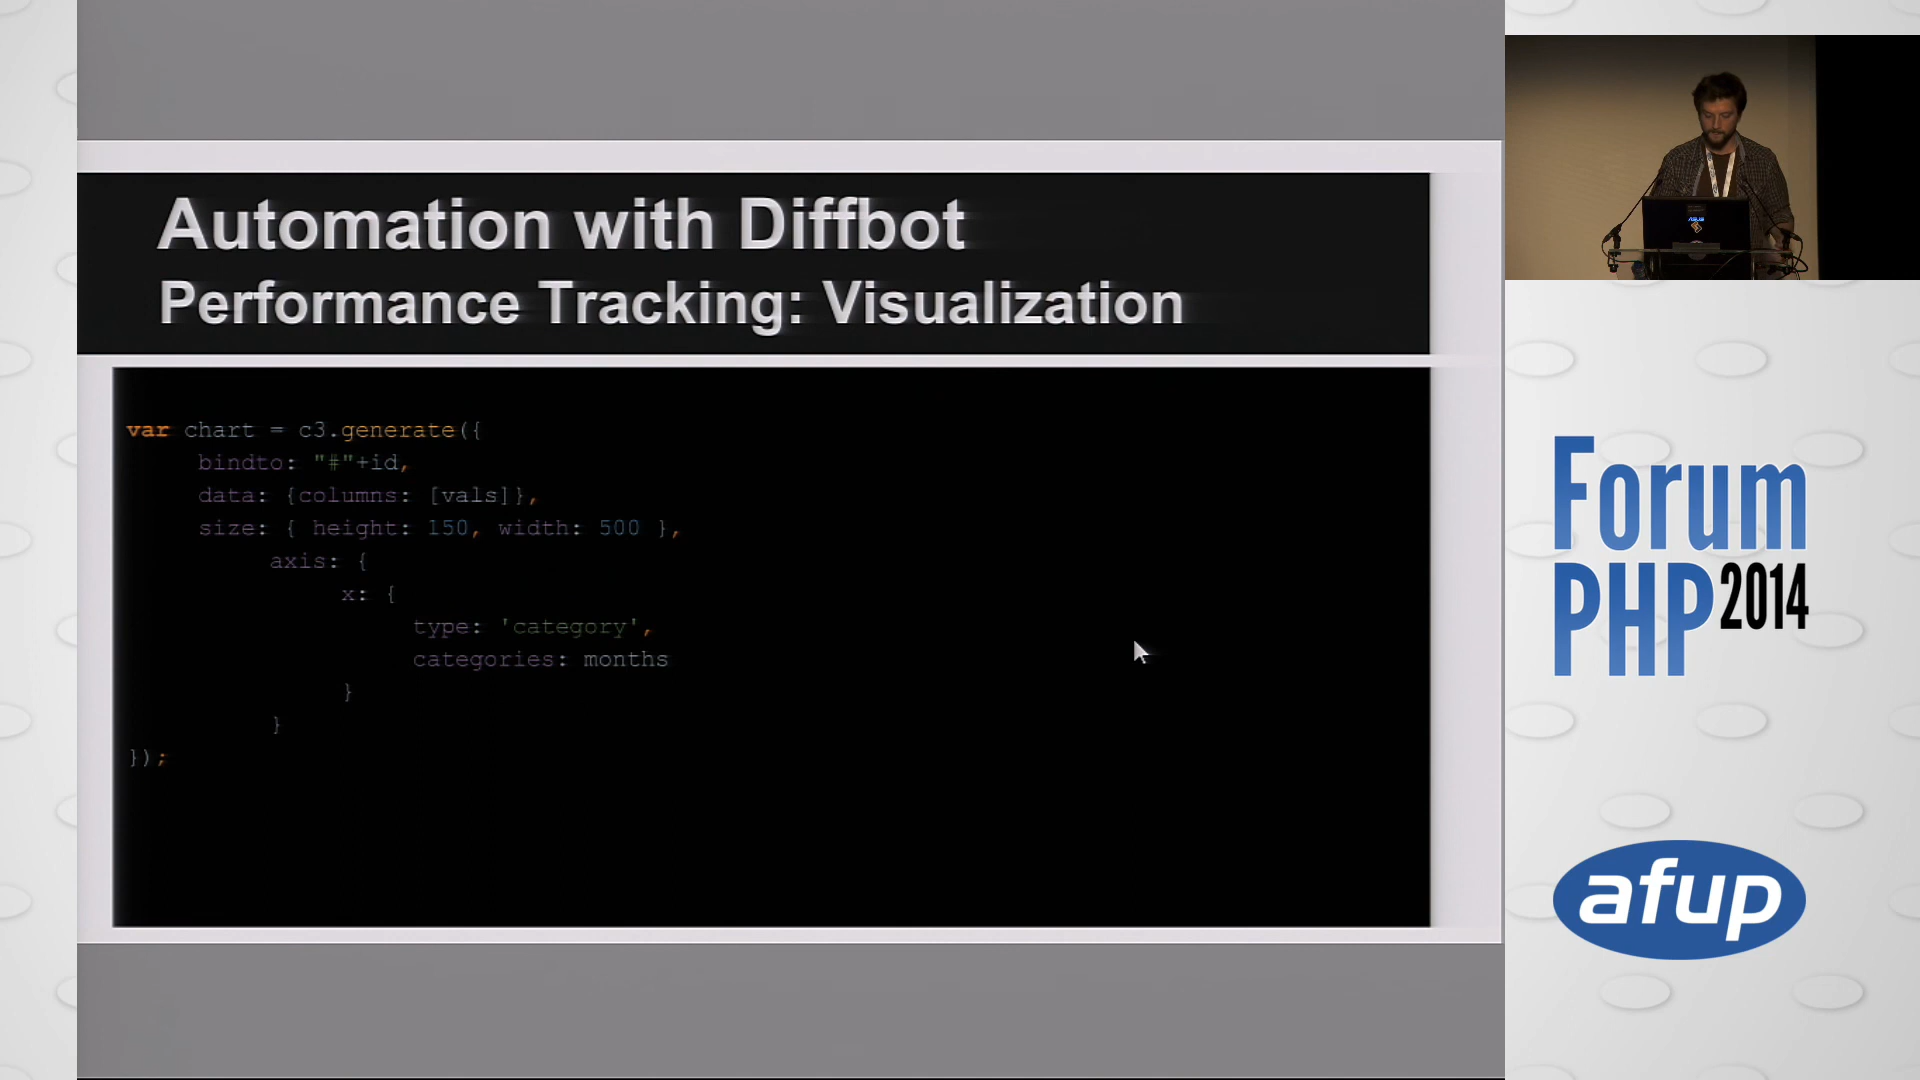 Automation with Diffbot
Performance Tracking: Visualization
var chart = c3.generate({
bindto: "#"+id,
data: {columns: [vals]},
size: { height: 150, width: 500 },
axis: {
x: {
type: 'category',
categories: months
}
}
});
ASUS
Forum
PHP 2014
afup